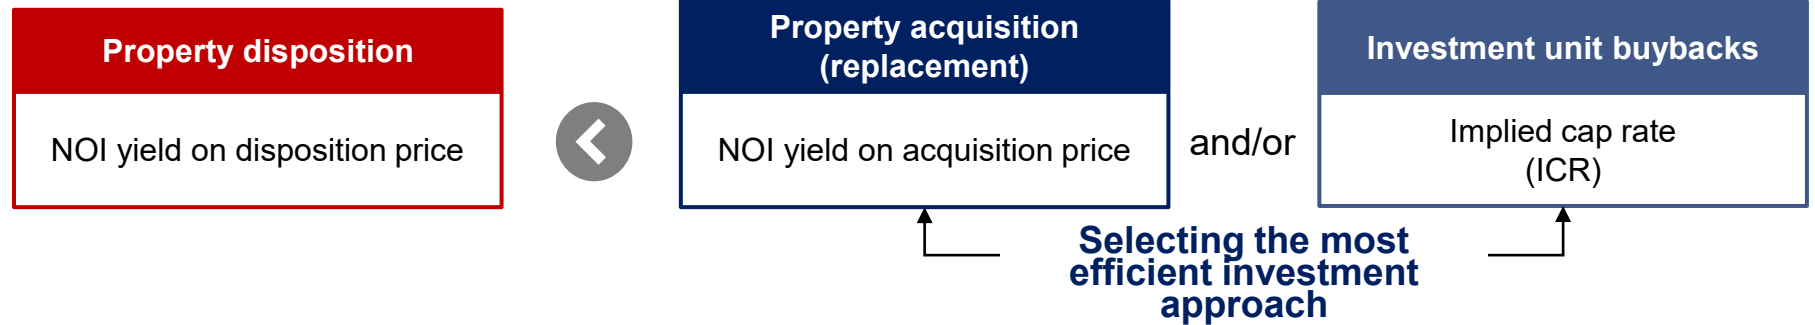 Property disposition
NOI yield on disposition price
Property acquisition
(replacement)
NOI yield on acquisition price
and/or
Investment unit buybacks
Implied cap rate
(ICR)
Selecting the most
efficient investment
approach